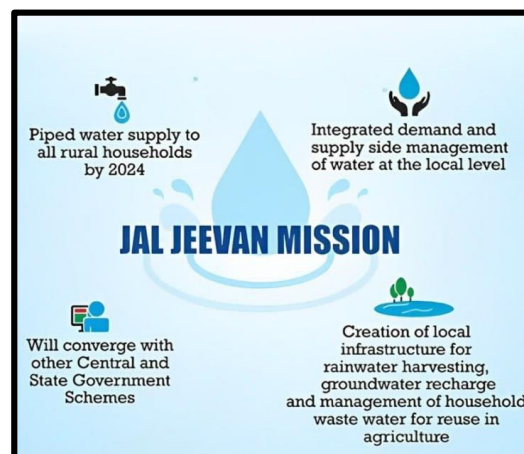 Piped water supply to
all rural households
by 2024
Integrated demand and
supply side management
of water at the local level
JAL JEEVAN MISSION
Will converge with
other Central and
State Government
Schemes
Creation of local
infrastructure for
rainwater harvesting,
groundwater recharge
and management of household
waste water for reuse in
agriculture